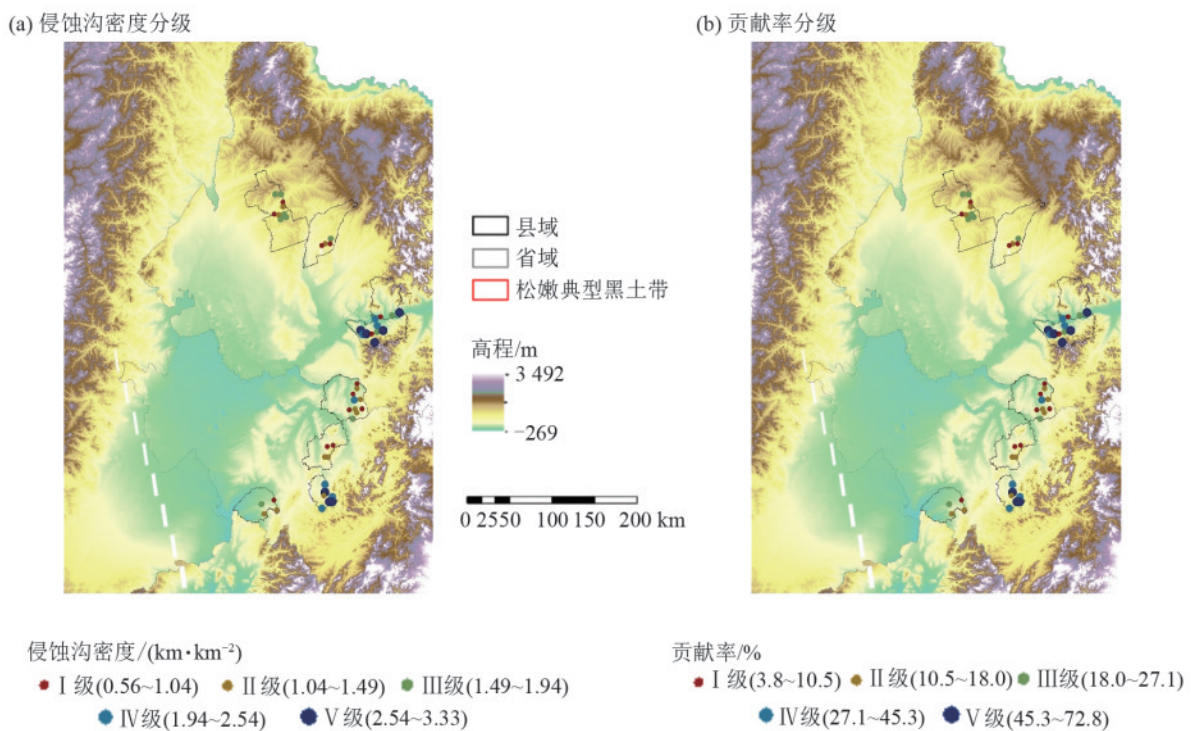 (a) 侵蚀沟密度分级
(b) 贡献率分级
县域
省域
松嫩典型黑土带
高程/m
3 492
−269
0 2550 100 150 200 km
侵蚀沟密度/(km·km⁻²)
Ⅰ级(0.56~1.04) Ⅱ级(1.04~1.49) Ⅲ级(1.49~1.94)
Ⅳ级(1.94~2.54) Ⅴ级(2.54~3.33)
贡献率/%
Ⅰ级(3.8~10.5) Ⅱ级(10.5~18.0) Ⅲ级(18.0~27.1)
Ⅳ级(27.1~45.3) Ⅴ级(45.3~72.8)